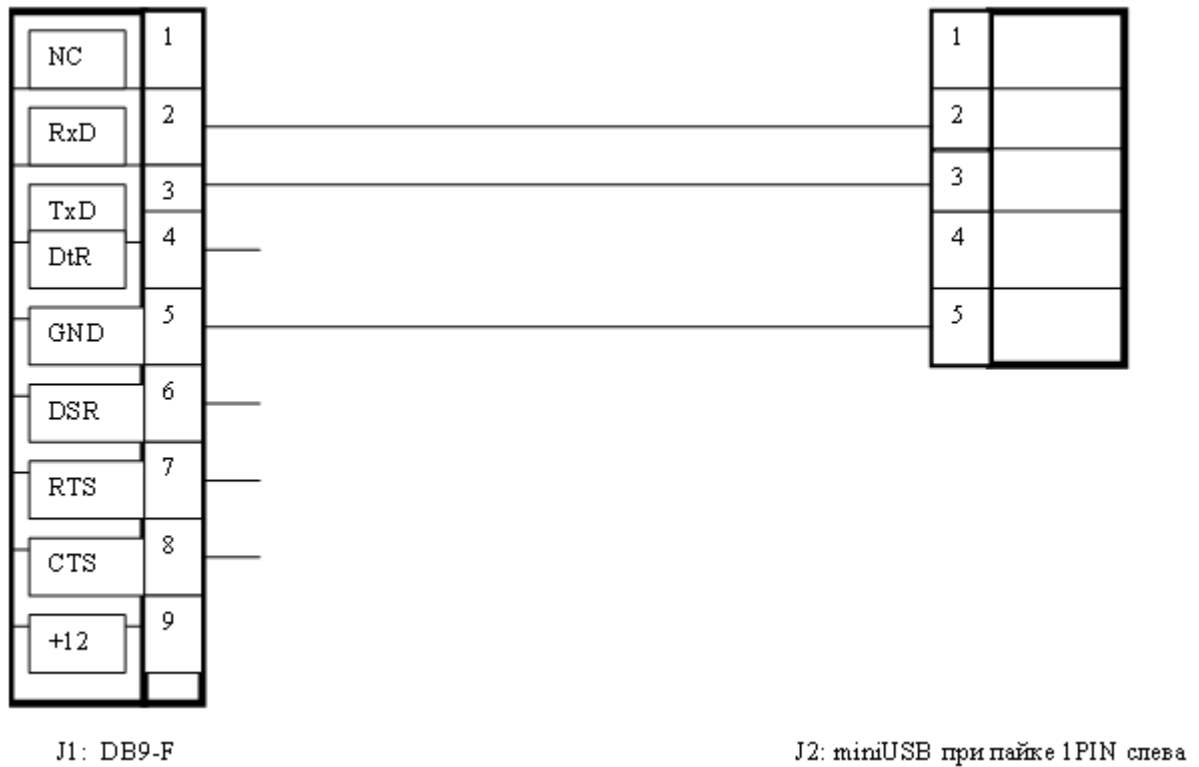 NC 1 1
RxD 2 2
TxD 3 3
DtR 4 4
GND 5 5
DSR 6
RTS 7
CTS 8
+12 9
J1: DB9-F J2: miniUSB при пайке 1PIN слева